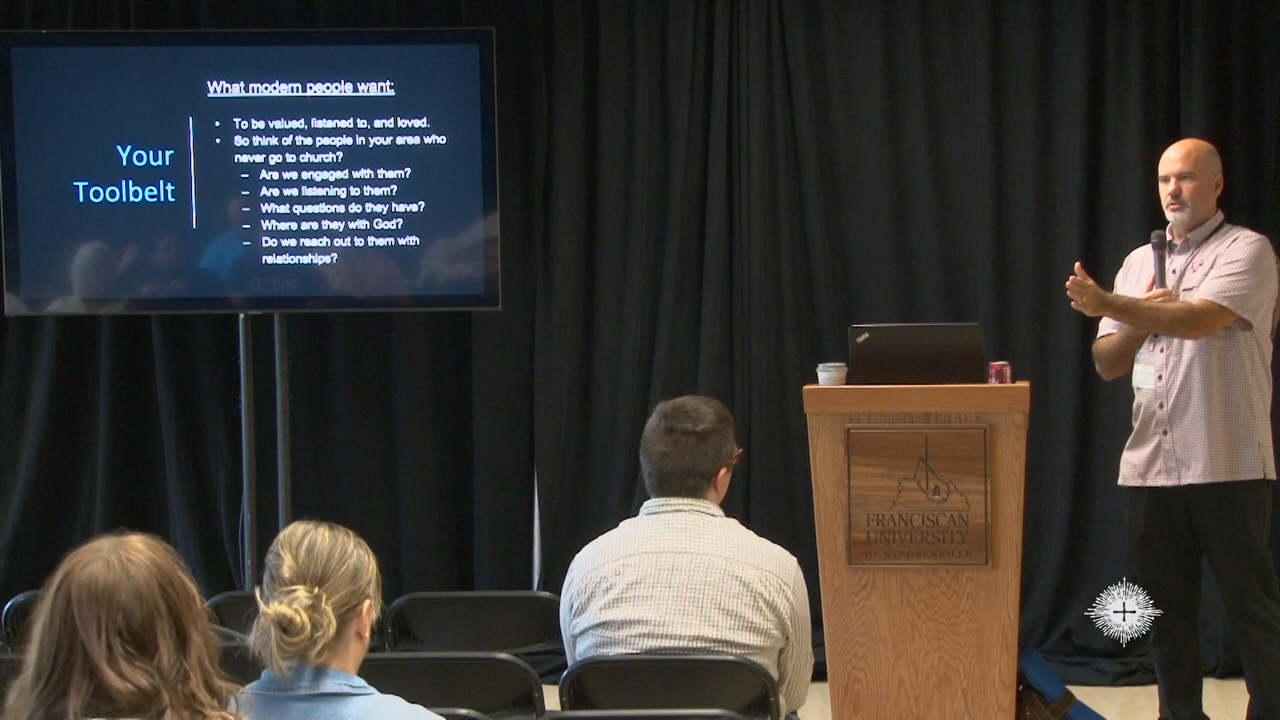 What modern people want:
Your
Toolbelt
• To be valued, listened to, and loved.
• So think of the people in your area who
never go to church?
– Are we engaged with them?
– Are we listening to them?
– What questions do they have?
– Where are they with God?
– Do we reach out to them with
relationships?
FRANCISCAN
UNIVERSITY
OF STEUBENVILLE